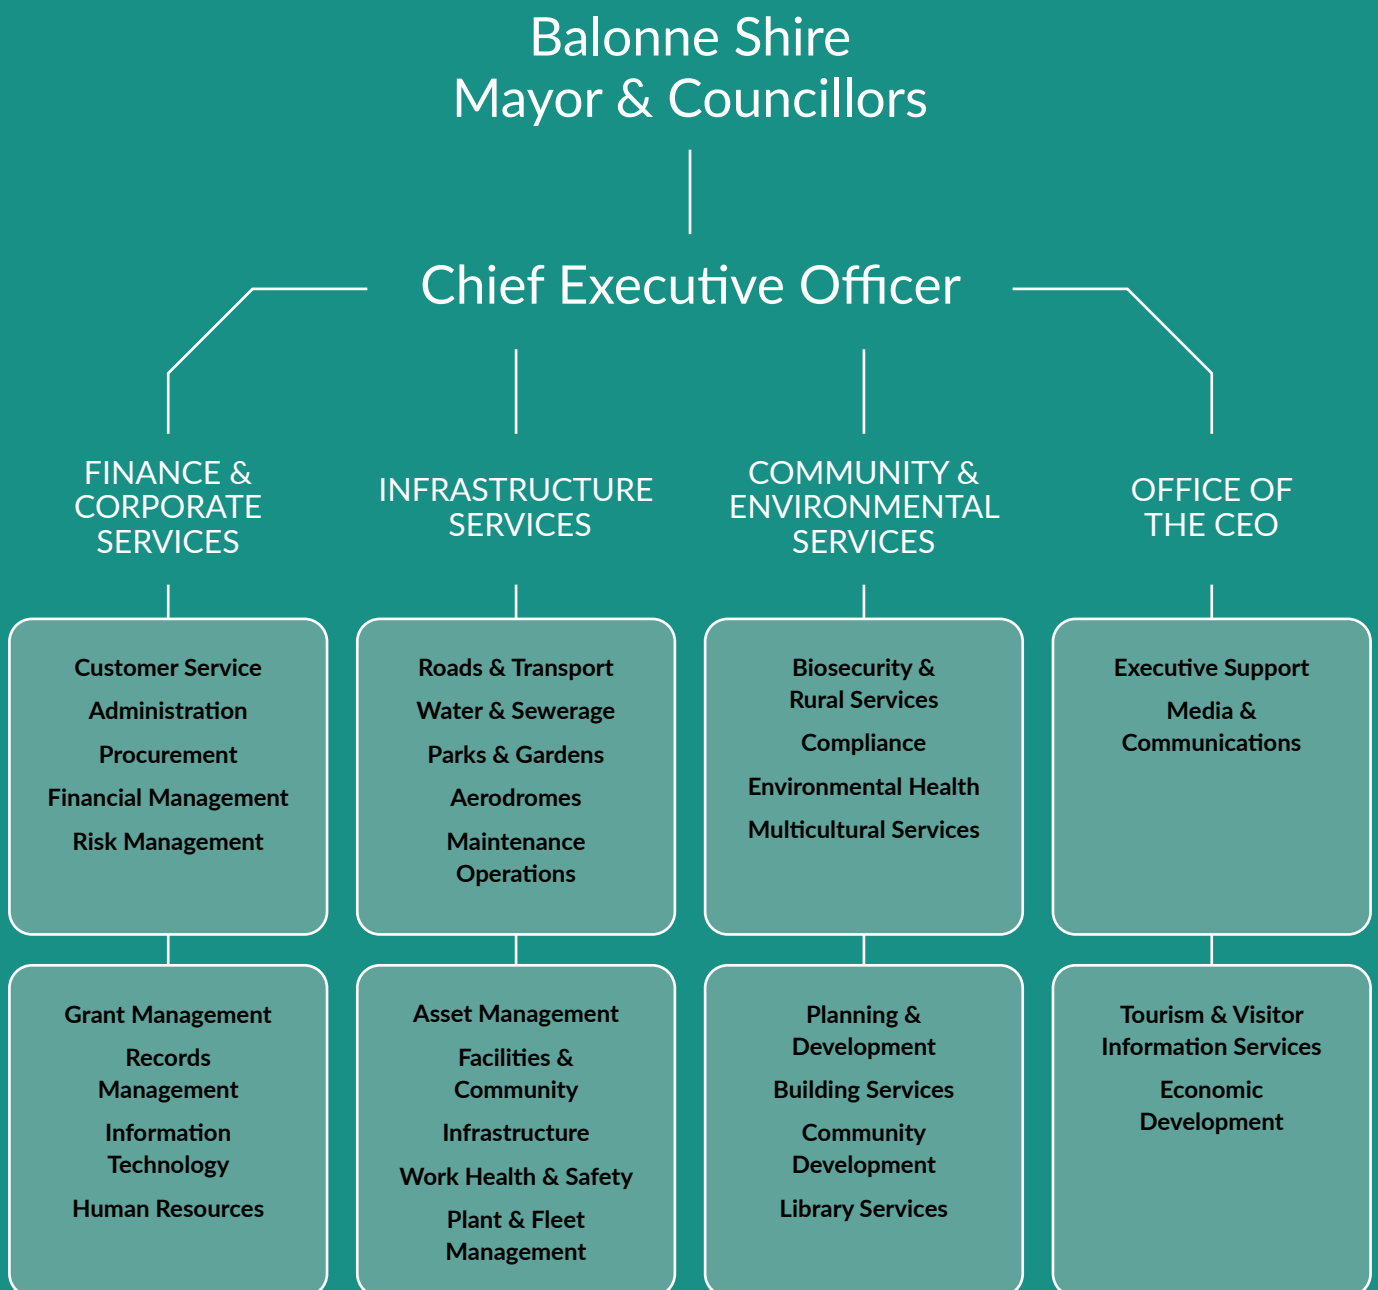 Balonne Shire
Mayor & Councillors
Chief Executive Officer
FINANCE &
CORPORATE
SERVICES
INFRASTRUCTURE
SERVICES
COMMUNITY &
ENVIRONMENTAL
SERVICES
OFFICE OF
THE CEO
Customer Service
Administration
Procurement
Financial Management
Risk Management
Roads & Transport
Water & Sewerage
Parks & Gardens
Aerodromes
Maintenance
Operations
Biosecurity &
Rural Services
Compliance
Environmental Health
Multicultural Services
Executive Support
Media &
Communications
Grant Management
Records
Management
Information
Technology
Human Resources
Asset Management
Facilities &
Community
Infrastructure
Work Health & Safety
Plant & Fleet
Management
Planning &
Development
Building Services
Community
Development
Library Services
Tourism & Visitor
Information Services
Economic
Development